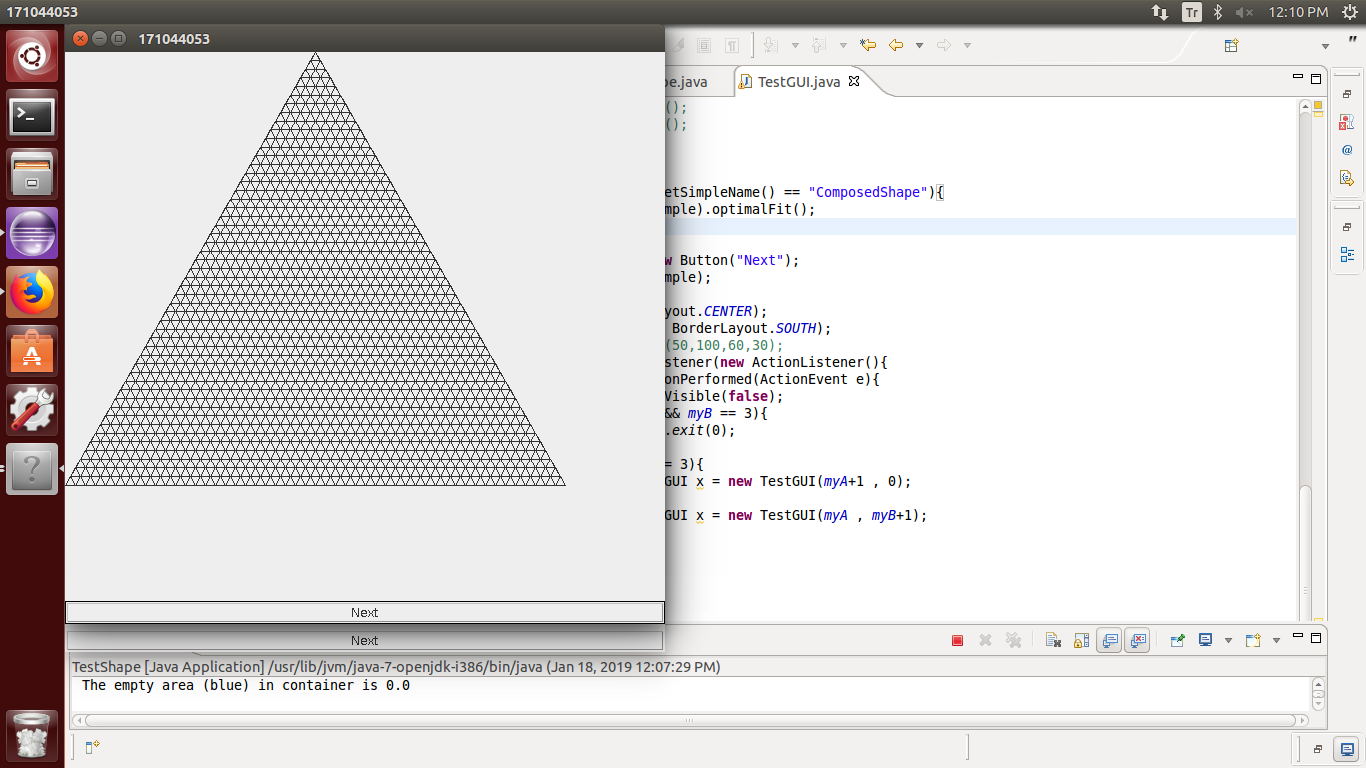 171044053
Tr
12:10 PM
171044053
pe.java
TestGUI.java
();
();
etSimpleName() == "ComposedShape"){
mple).optimalFit();
w Button("Next");
mple);
yout.CENTER);
BorderLayout.SOUTH);
(50,100,60,30);
stener(new ActionListener(){
onPerformed(ActionEvent e){
Visible(false);
&& myB == 3){
.exit(0);
= 3){
GUI x = new TestGUI(myA+1 , 0);
GUI x = new TestGUI(myA , myB+1);
Next
Next
TestShape [Java Application] /usr/lib/jvm/java-7-openjdk-i386/bin/java (Jan 18, 2019 12:07:29 PM)
The empty area (blue) in container is 0.0